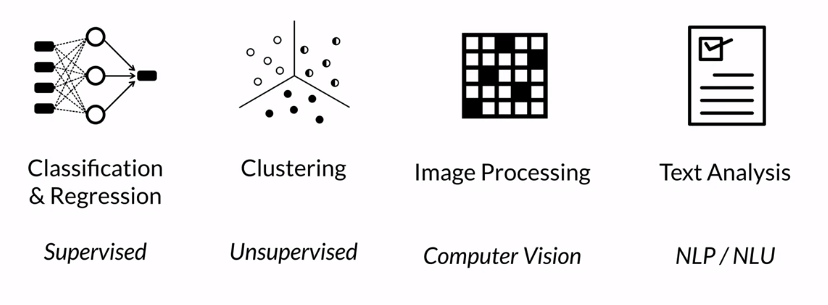 Classification
& Regression
Clustering
Image Processing
Text Analysis
Supervised
Unsupervised
Computer Vision
NLP / NLU